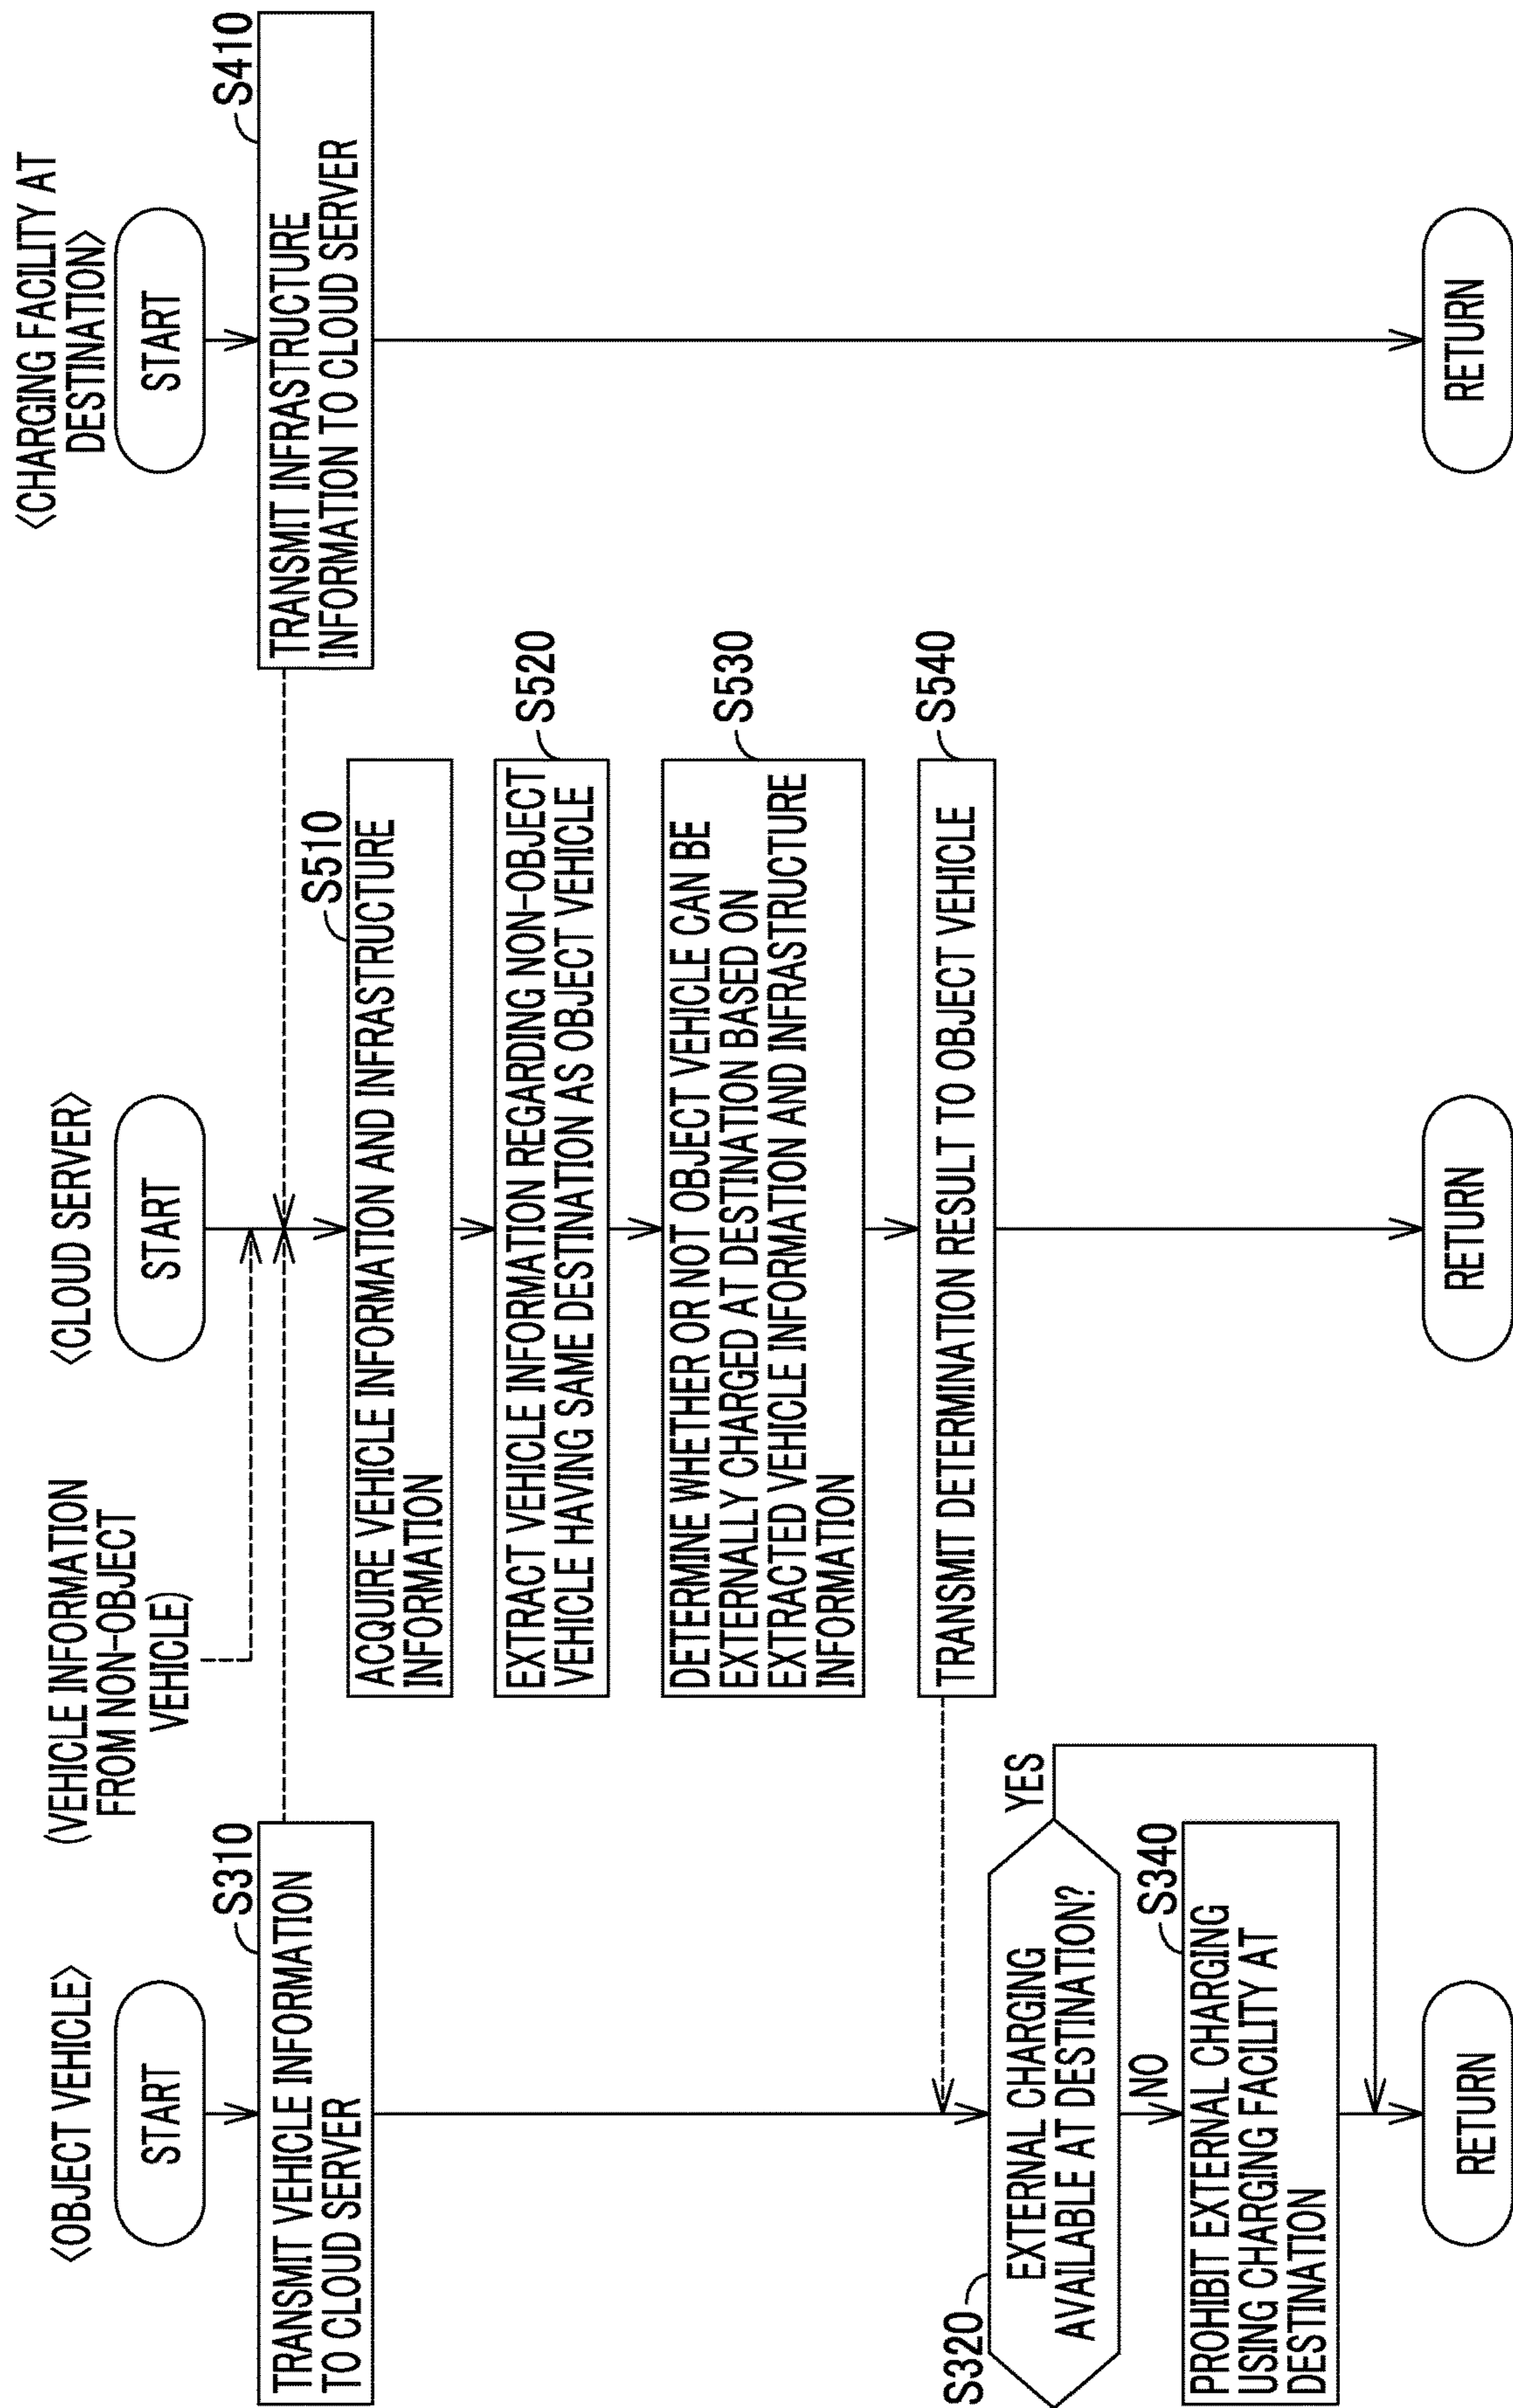 <OBJECT VEHICLE>
START
S310
TRANSMIT VEHICLE INFORMATION
TO CLOUD SERVER
S320
EXTERNAL CHARGING
AVAILABLE AT DESTINATION?
YES
NO
S340
PROHIBIT EXTERNAL CHARGING
USING CHARGING FACILITY AT
DESTINATION
RETURN
(VEHICLE INFORMATION
FROM NON-OBJECT
VEHICLE)
<CLOUD SERVER>
START
S510
ACQUIRE VEHICLE INFORMATION AND INFRASTRUCTURE
INFORMATION
S520
EXTRACT VEHICLE INFORMATION REGARDING NON-OBJECT
VEHICLE HAVING SAME DESTINATION AS OBJECT VEHICLE
S530
DETERMINE WHETHER OR NOT OBJECT VEHICLE CAN BE
EXTERNALLY CHARGED AT DESTINATION BASED ON
EXTRACTED VEHICLE INFORMATION AND INFRASTRUCTURE
INFORMATION
S540
TRANSMIT DETERMINATION RESULT TO OBJECT VEHICLE
RETURN
<CHARGING FACILITY AT
DESTINATION>
START
S410
TRANSMIT INFRASTRUCTURE
INFORMATION TO CLOUD SERVER
RETURN